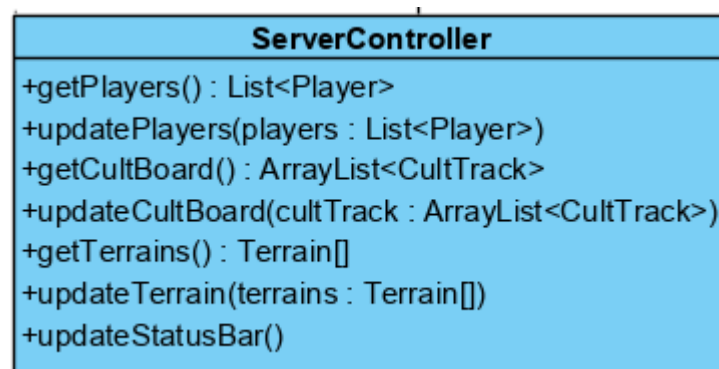 ServerController
+getPlayers() : List<Player>
+updatePlayers(players : List<Player>)
+getCultBoard() : ArrayList<CultTrack>
+updateCultBoard(cultTrack : ArrayList<CultTrack>)
+getTerrains() : Terrain[]
+updateTerrain(terrains : Terrain[])
+updateStatusBar()